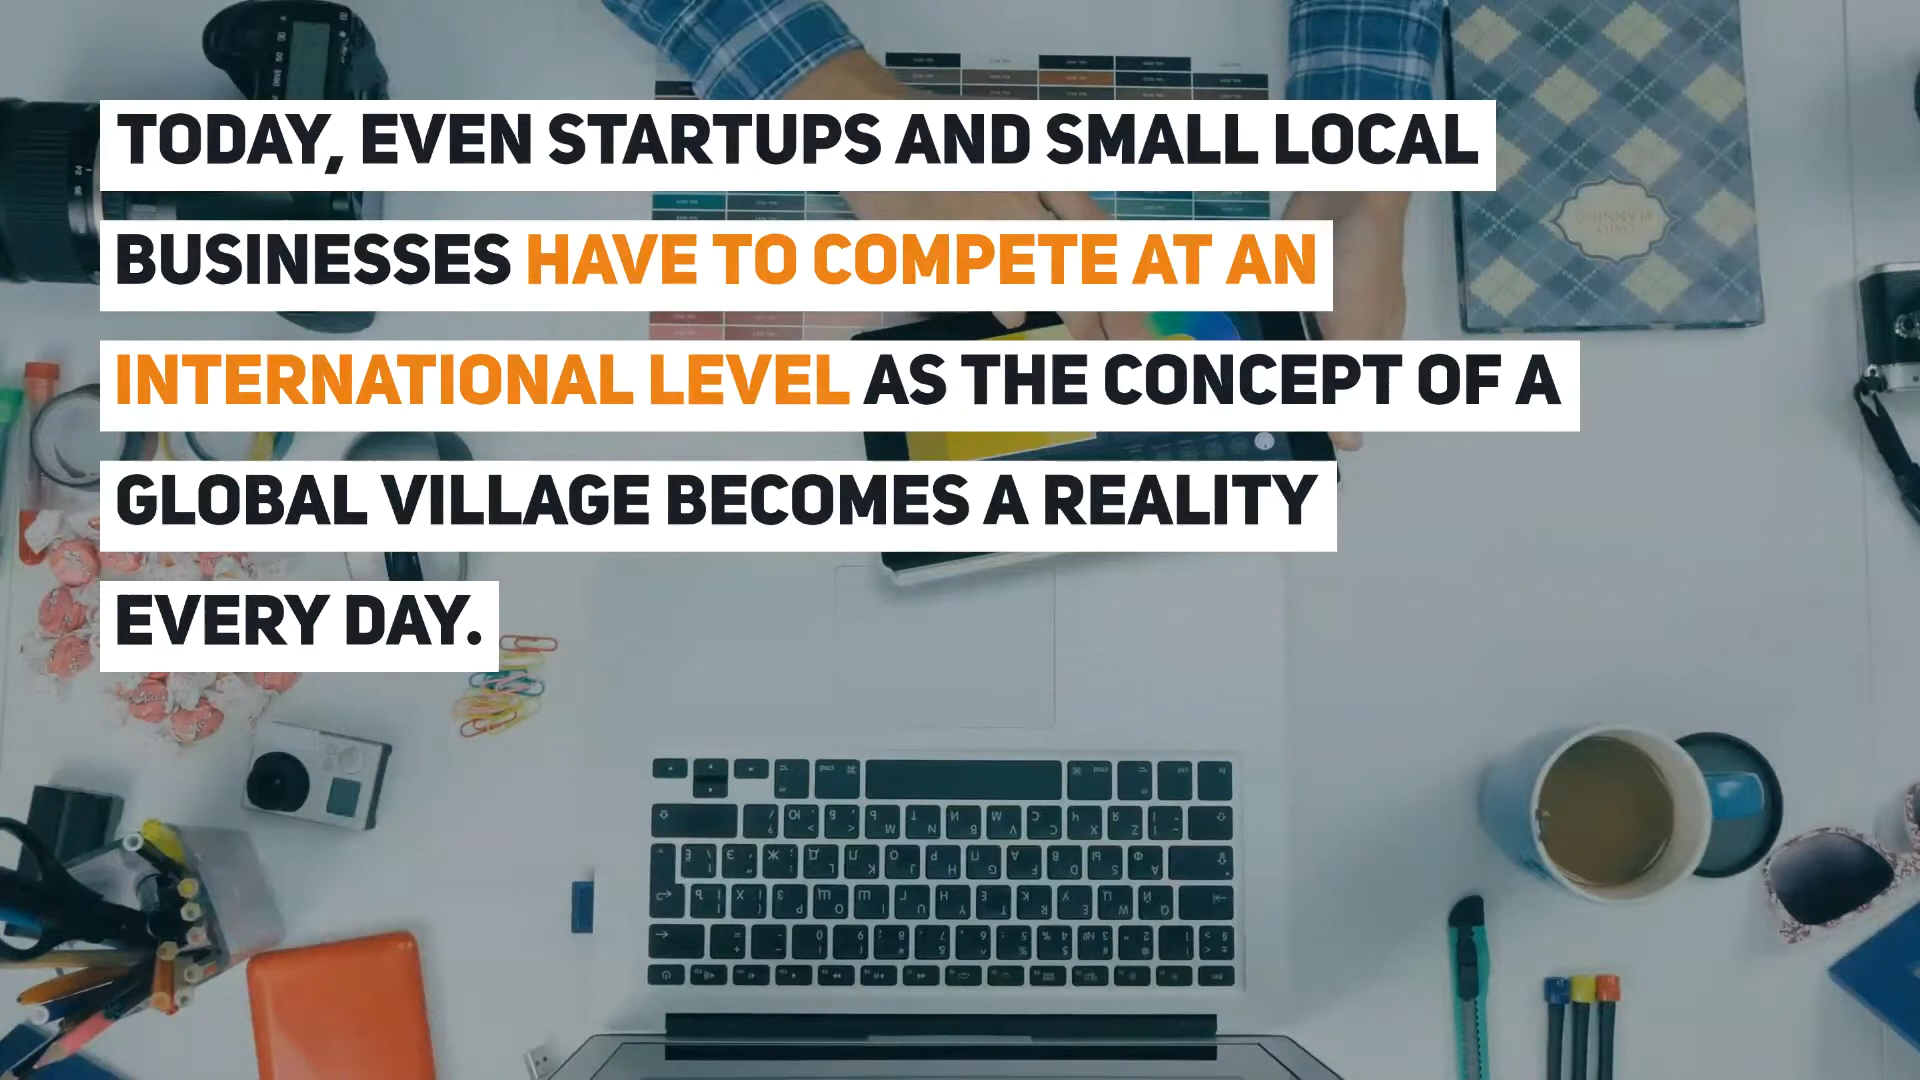 TODAY, EVEN STARTUPS AND SMALL LOCAL
BUSINESSES HAVE TO COMPETE AT AN
INTERNATIONAL LEVEL AS THE CONCEPT OF A
GLOBAL VILLAGE BECOMES A REALITY
EVERY DAY.